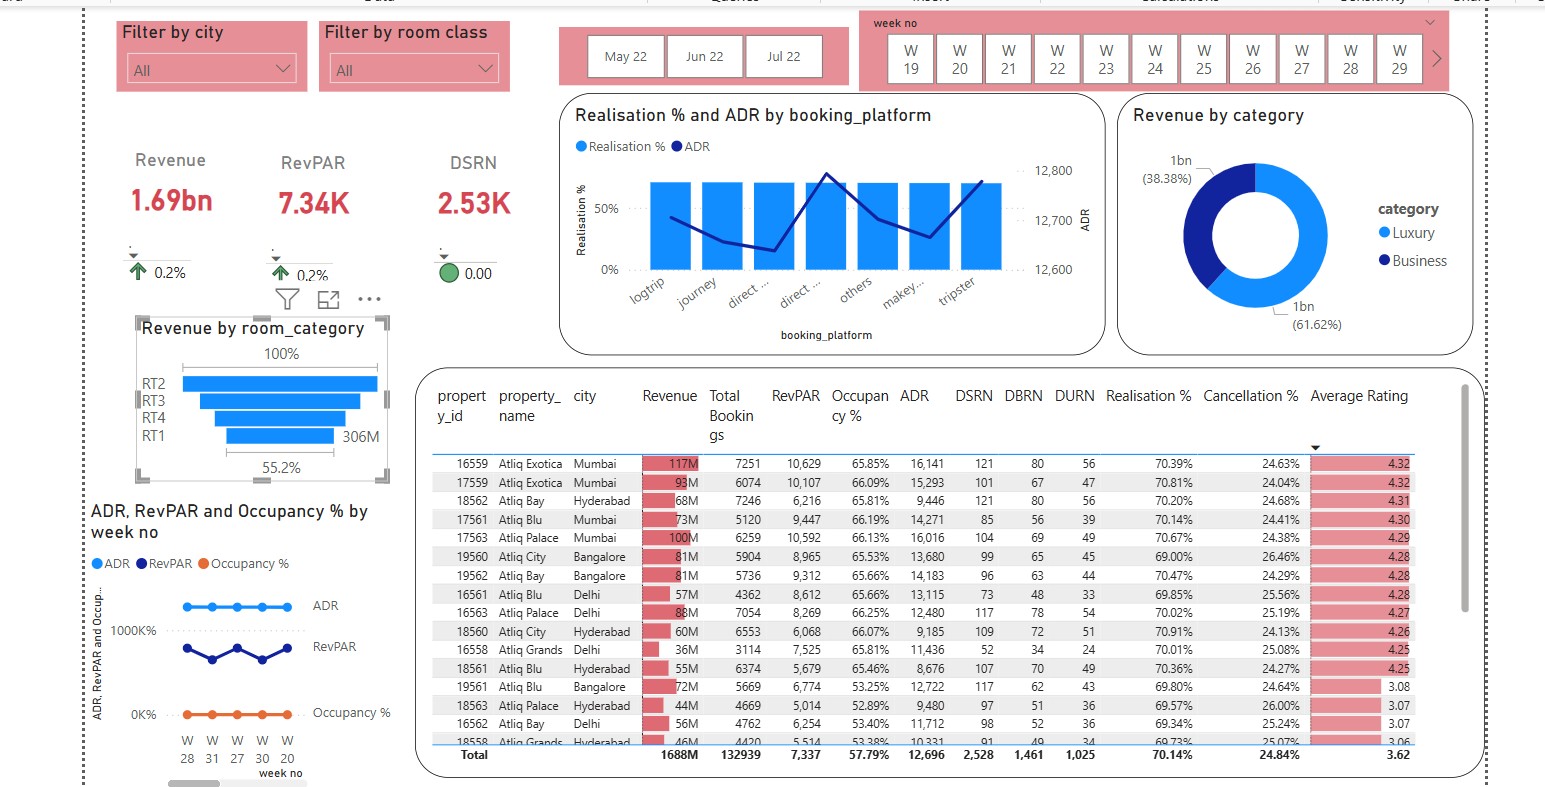 Filter by city
All
Filter by room class
All
May 22
Jun 22
Jul 22
week no
W 19
W 20
W 21
W 22
W 23
W 24
W 25
W 26
W 27
W 28
W 29
Revenue
1.69bn
0.2%
RevPAR
7.34K
0.2%
DSRN
2.53K
0.00
Realisation % and ADR by booking_platform
Realisation % ADR
Realisation %
50%
0%
12,800
12,700
12,600
ADR
logtrip
journey
direct ...
direct ...
others
makey...
tripster
booking_platform
Revenue by category
1bn
(38.38%)
1bn
(61.62%)
category
Luxury
Business
Revenue by room_category
100%
RT2
RT3
RT4
RT1 306M
55.2%
ADR, RevPAR and Occupancy % by
week no
ADR RevPAR Occupancy %
ADR, RevPAR and Occup...
1000K%
0K%
ADR
RevPAR
Occupancy %
W 28
W 31
W 27
W 30
W 20
week no
property_id property_name city Revenue Total Bookings RevPAR Occupancy % ADR DSRN DBRN DURN Realisation % Cancellation % Average Rating
16559 Atliq Exotica Mumbai 117M 7251 10,629 65.85% 16,141 121 80 56 70.39% 24.63% 4.32
17559 Atliq Exotica Mumbai 93M 6074 10,107 66.09% 15,293 101 67 47 70.81% 24.04% 4.32
18562 Atliq Bay Hyderabad 68M 7246 6,216 65.81% 9,446 121 80 56 70.20% 24.68% 4.31
17561 Atliq Blu Mumbai 73M 5120 9,447 66.19% 14,271 85 56 39 70.14% 24.41% 4.30
17563 Atliq Palace Mumbai 100M 6259 10,592 66.13% 16,016 104 69 49 70.67% 24.38% 4.29
19560 Atliq City Bangalore 81M 5904 8,965 65.53% 13,680 99 65 45 69.00% 26.46% 4.28
19562 Atliq Bay Bangalore 81M 5736 9,312 65.66% 14,183 96 63 44 70.47% 24.29% 4.28
16561 Atliq Blu Delhi 57M 4362 8,612 65.66% 13,115 73 48 33 69.85% 25.56% 4.28
16563 Atliq Palace Delhi 88M 6147 8,269 66.25% 12,480 117 78 54 70.02% 25.19% 4.27
18560 Atliq City Hyderabad 60M 6553 6,068 66.07% 9,185 109 72 51 70.91% 24.13% 4.26
16558 Atliq Grands Delhi 36M 3114 7,525 65.81% 11,436 52 34 24 70.01% 25.08% 4.25
18561 Atliq Blu Hyderabad 55M 6374 5,679 65.46% 8,676 107 70 49 70.36% 24.27% 4.25
19561 Atliq Blu Bangalore 72M 5669 6,774 53.25% 12,722 117 62 43 69.80% 24.64% 3.08
18563 Atliq Palace Hyderabad 44M 4669 5,014 52.89% 9,480 97 51 36 69.57% 26.00% 3.07
16562 Atliq Bay Delhi 56M 4762 6,254 53.40% 11,712 98 52 36 69.34% 25.24% 3.07
18558 Atliq Grands Hyderabad 46M 4420 5,514 53.38% 10,331 91 49 34 69.73% 25.07% 3.06
Total 1688M 132939 7,337 57.79% 12,696 2,528 1,461 1,025 70.14% 24.84% 3.62